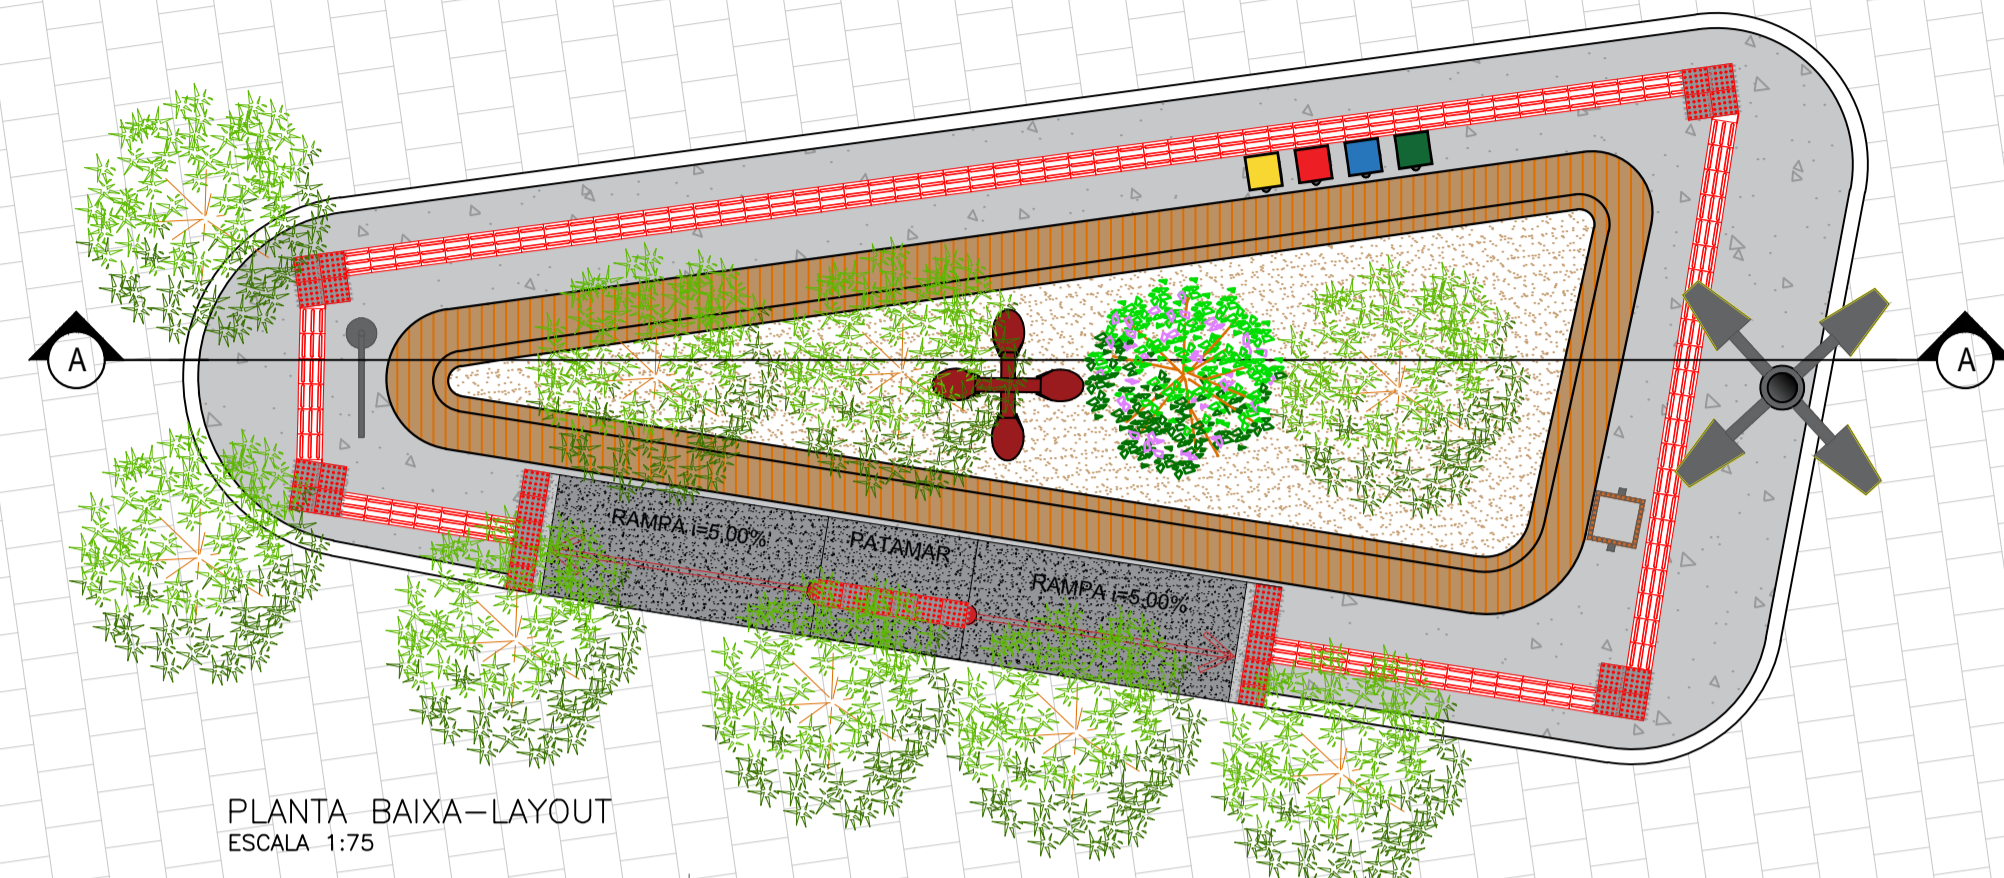 A
A
RAMPA i=5,00%
PATAMAR
RAMPA i=5,00%
PLANTA BAIXA-LAYOUT
ESCALA 1:75